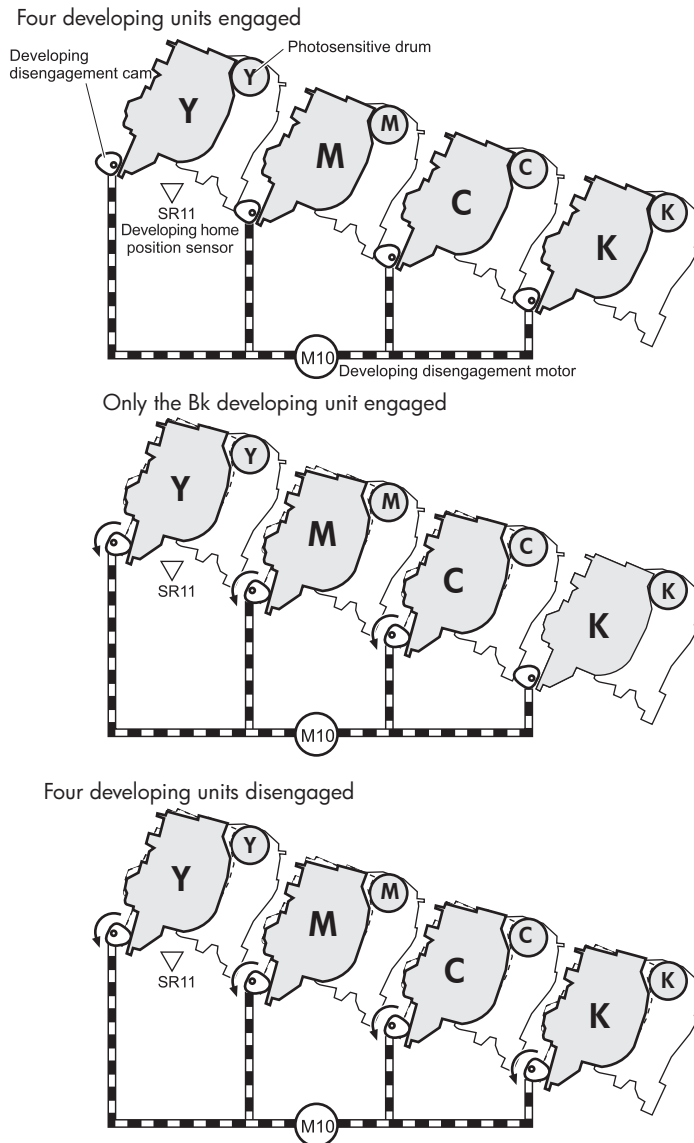 Four developing units engaged
Developing
disengagement cam
Photosensitive drum
Y
Y
M
M
C
C
K
K
SR11
Developing home
position sensor
M10
Developing disengagement motor
Only the Bk developing unit engaged
Y
Y
M
M
C
C
K
K
SR11
M10
Four developing units disengaged
Y
Y
M
M
C
C
K
K
SR11
M10